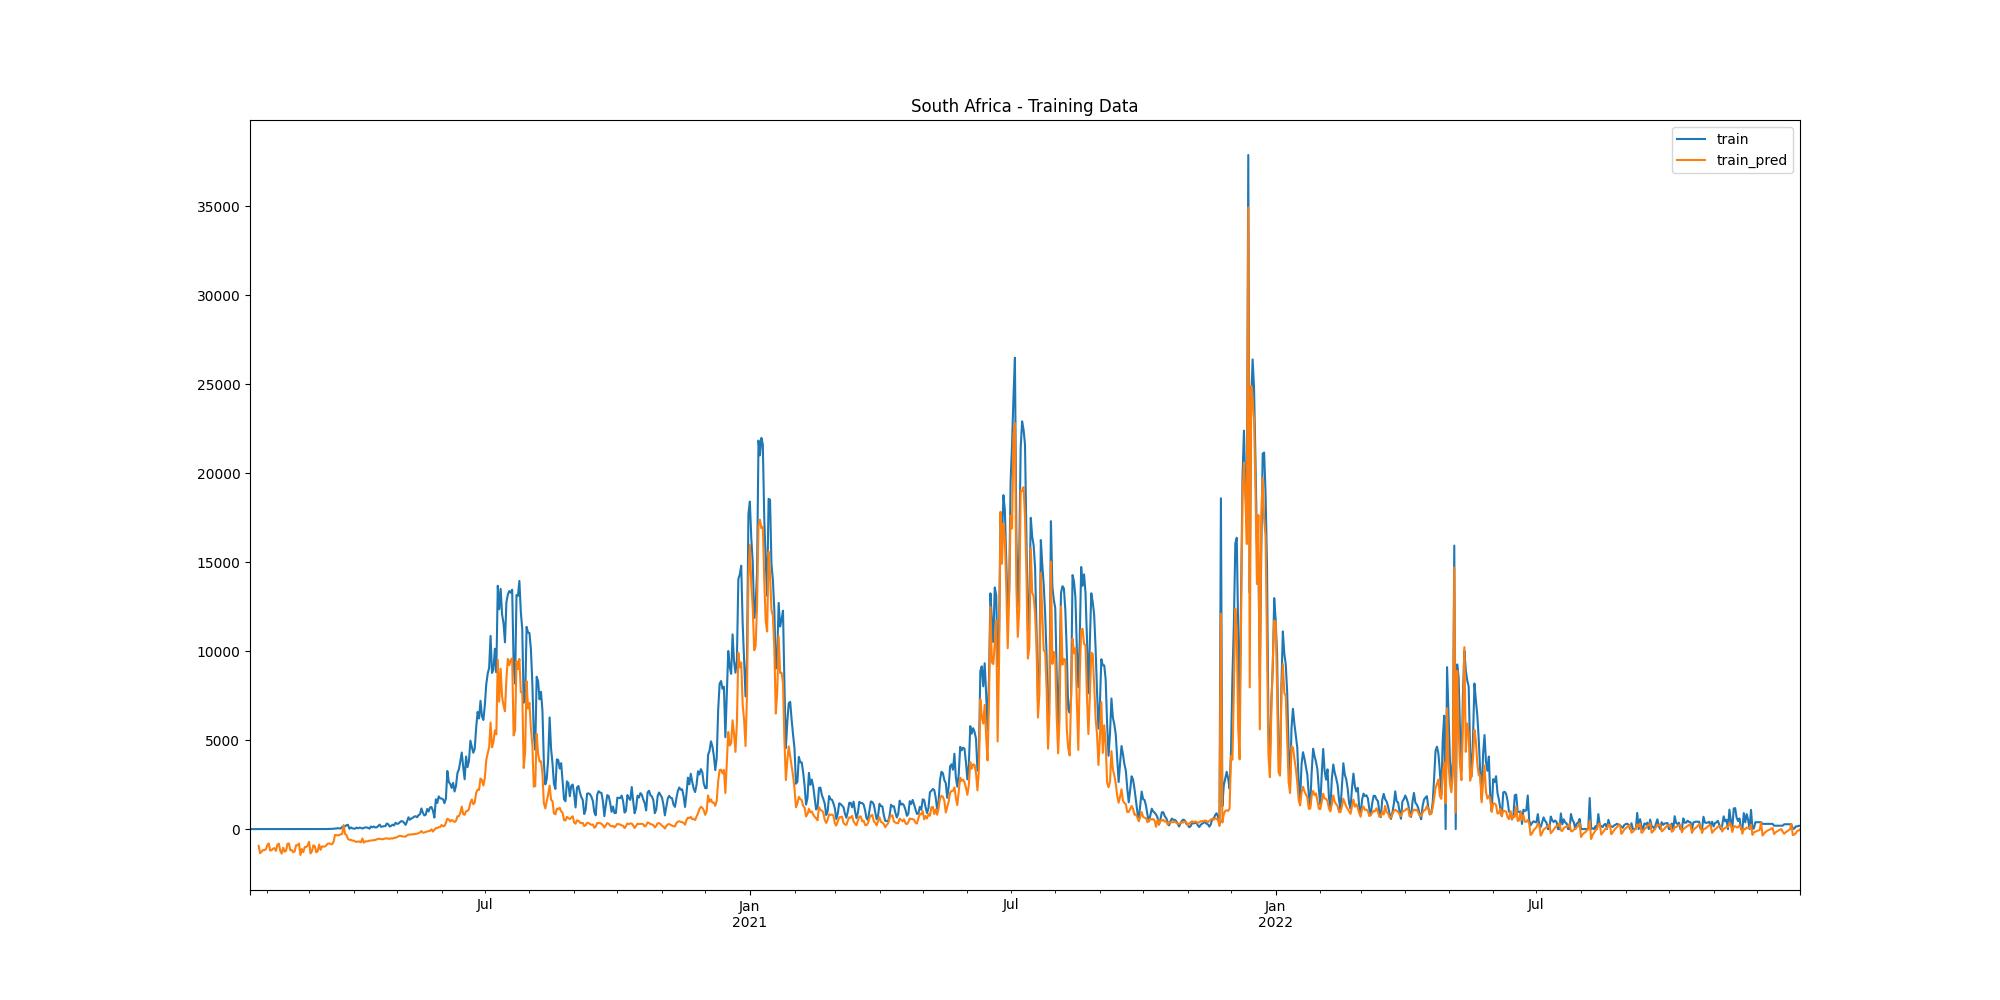 South Africa - Training Data
train
train_pred
35000
30000
25000
20000
15000
10000
5000
0
Jul
Jan
2021
Jul
Jan
2022
Jul